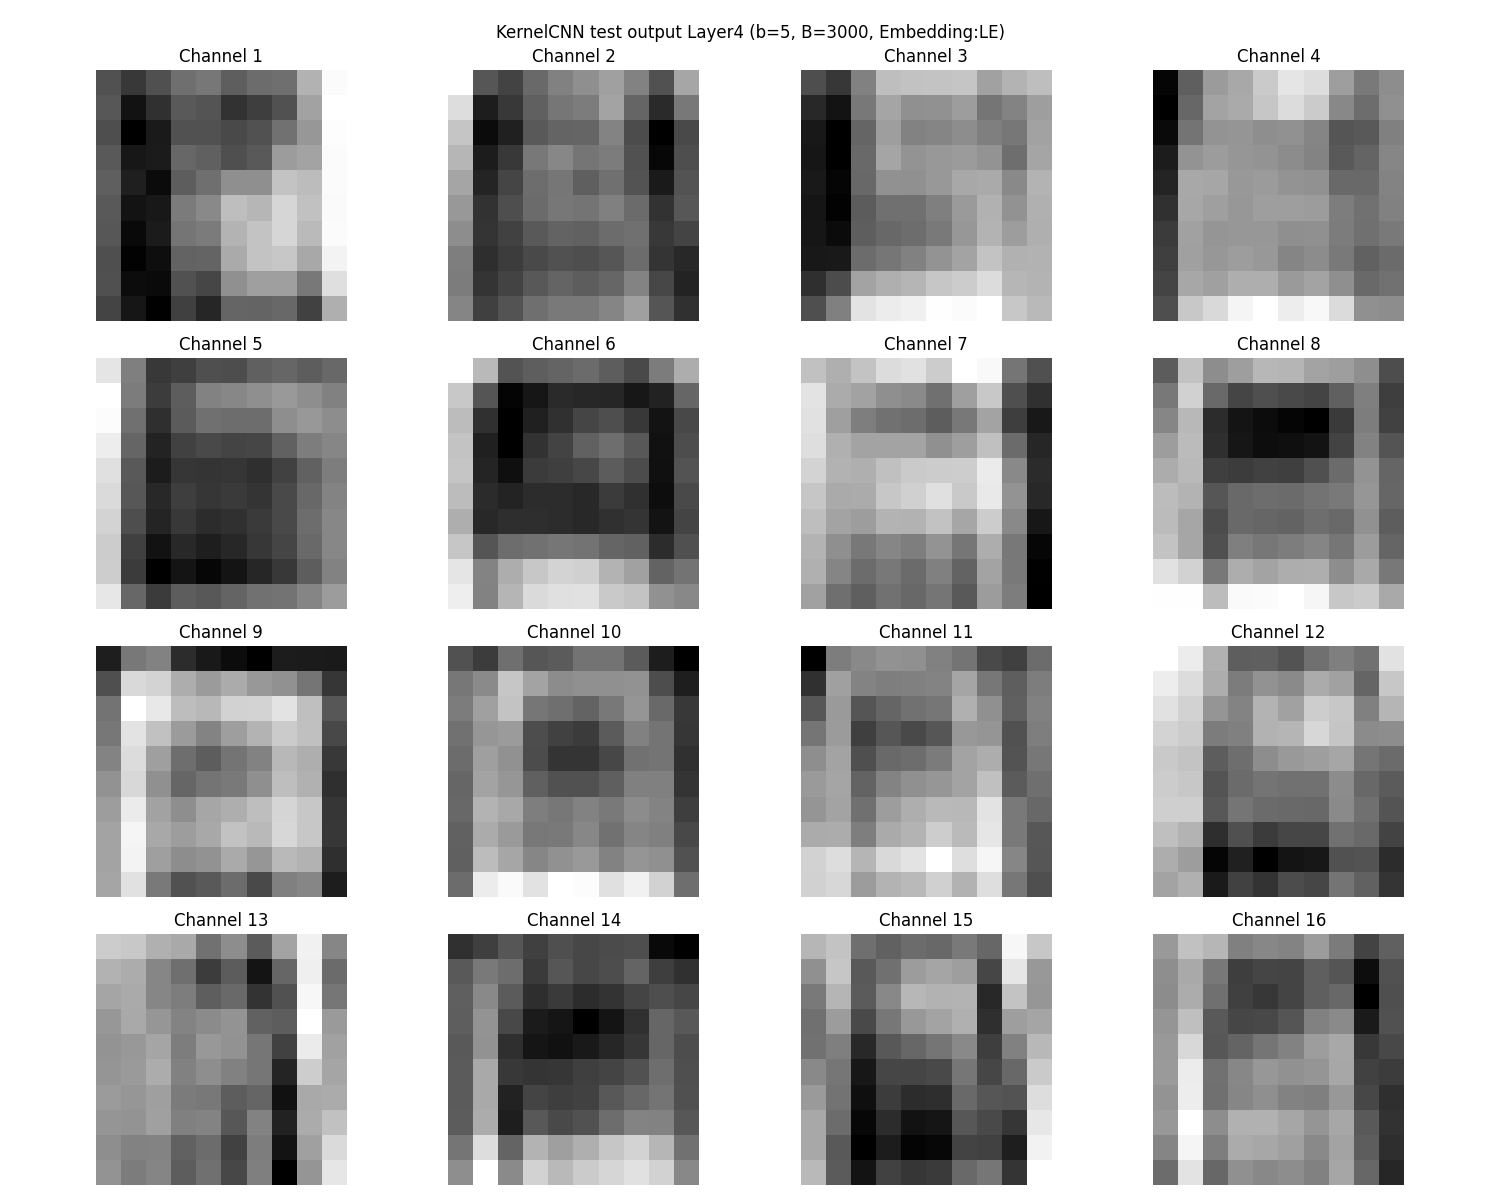 KernelCNN test output Layer4 (b=5, B=3000, Embedding:LE)
Channel 1
Channel 2
Channel 3
Channel 4
Channel 5
Channel 6
Channel 7
Channel 8
Channel 9
Channel 10
Channel 11
Channel 12
Channel 13
Channel 14
Channel 15
Channel 16